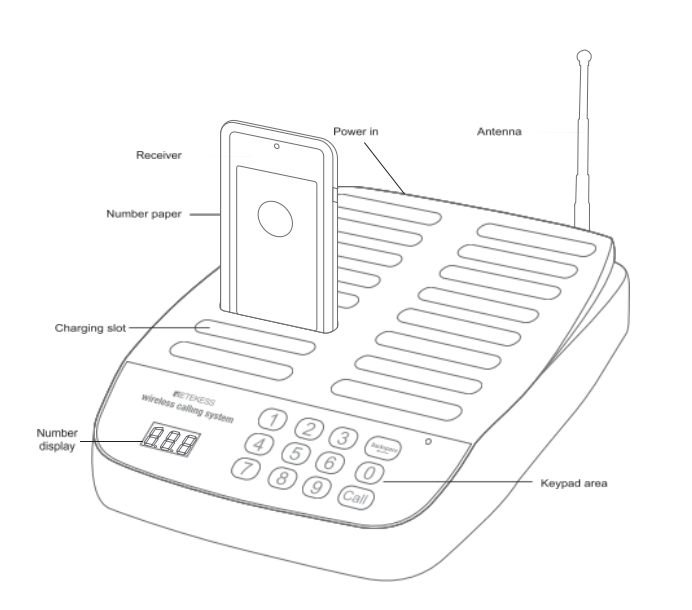 Power in
Antenna
Receiver
Number paper
Charging slot
RETEKESS
wireless calling system
Number
display
888
1 2 3 Backspace
4 5 6 0
7 8 9 Call
Keypad area